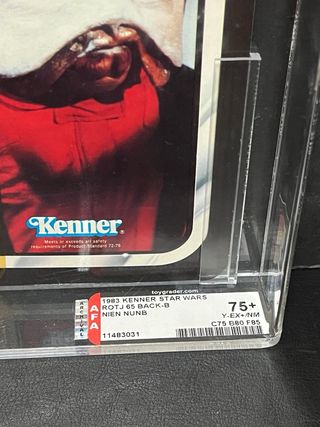 Kenner
Meets or exceeds all safety
requirements of Product Standard 72-76
toygrader.com
ARCHIVAL
AFA
1983 KENNER STAR WARS
ROTJ 65 BACK-B
NIEN NUNB
11483031
75+
Y-EX+/NM
C75 B80 F85